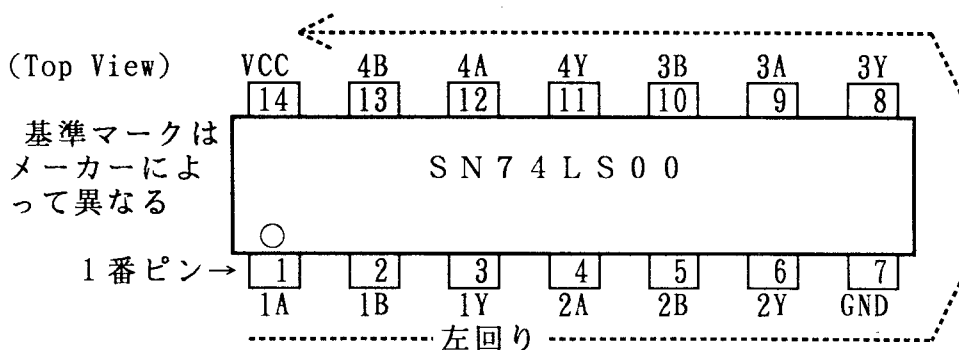 (Top View) VCC 4B 4A 4Y 3B 3A 3Y
14 13 12 11 10 9 8
基準マークは
メーカーによ
って異なる
SN74LS00
1番ピン→ 1 2 3 4 5 6 7
1A 1B 1Y 2A 2B 2Y GND
左回り